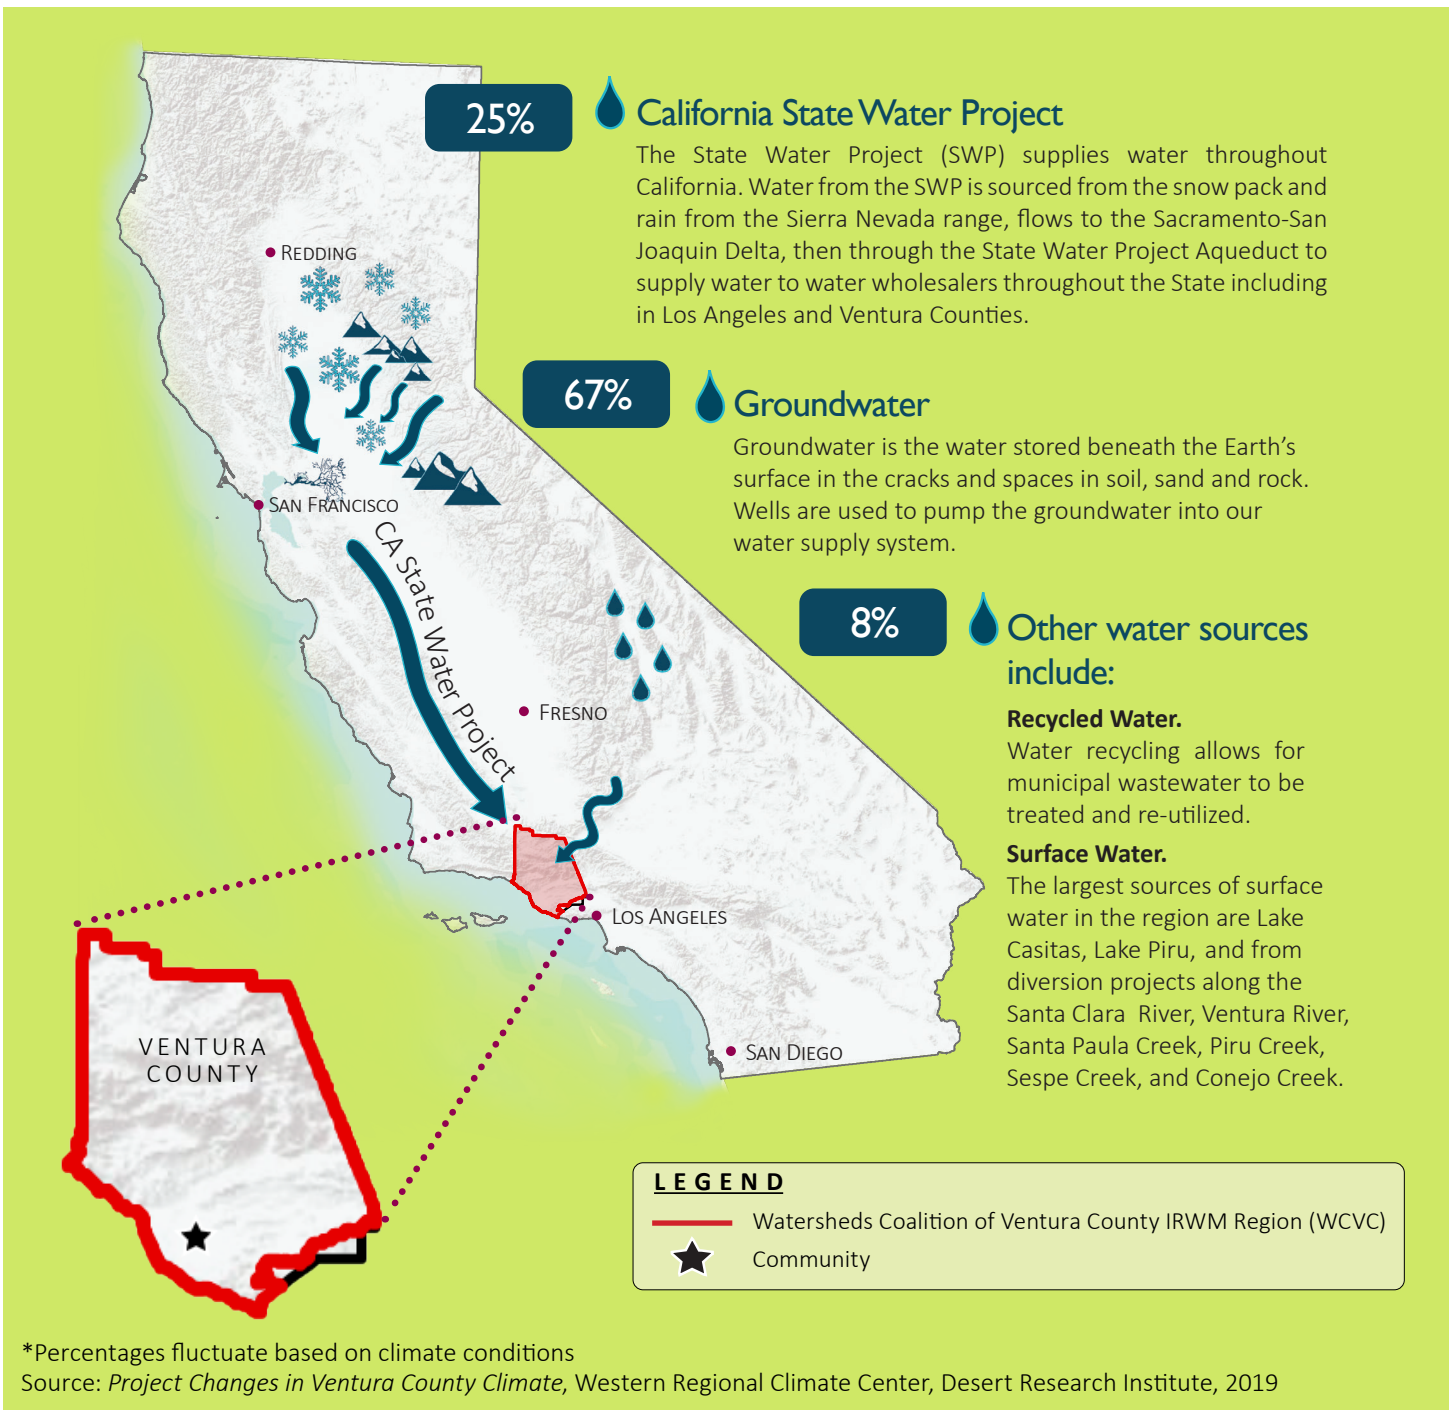 25%
California State Water Project
The State Water Project (SWP) supplies water throughout
California. Water from the SWP is sourced from the snow pack and
rain from the Sierra Nevada range, flows to the Sacramento-San
Joaquin Delta, then through the State Water Project Aqueduct to
supply water to water wholesalers throughout the State including
in Los Angeles and Ventura Counties.
67%
Groundwater
Groundwater is the water stored beneath the Earth’s
surface in the cracks and spaces in soil, sand and rock.
Wells are used to pump the groundwater into our
water supply system.
8%
Other water sources
include:
Recycled Water.
Water recycling allows for
municipal wastewater to be
treated and re-utilized.
Surface Water.
The largest sources of surface
water in the region are Lake
Casitas, Lake Piru, and from
diversion projects along the
Santa Clara River, Ventura River,
Santa Paula Creek, Piru Creek,
Sespe Creek, and Conejo Creek.
REDDING
SAN FRANCISCO
CA State Water Project
FRESNO
LOS ANGELES
SAN DIEGO
VENTURA
COUNTY
LEGEND
Watersheds Coalition of Ventura County IRWM Region (WCVC)
Community
*Percentages fluctuate based on climate conditions
Source: Project Changes in Ventura County Climate, Western Regional Climate Center, Desert Research Institute, 2019